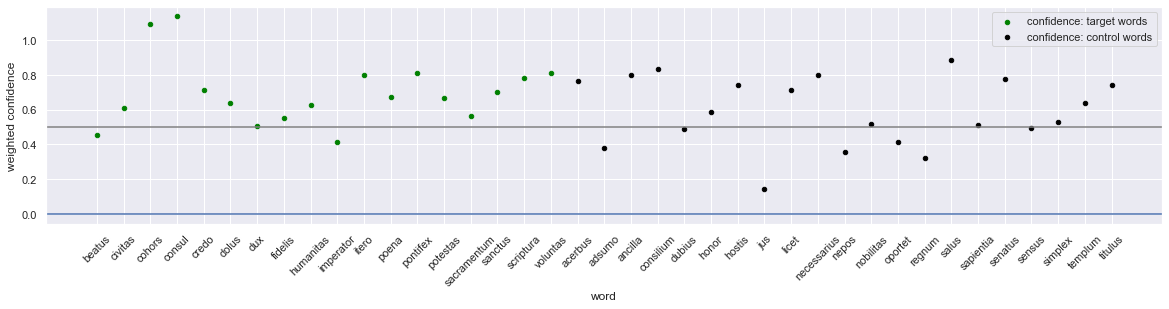 confidence: target words
confidence: control words
weighted confidence
1.0
0.8
0.6
0.4
0.2
0.0
beatus
civitas
cohors
consul
credo
dolus
dux
fidelis
humanitas
imperator
itero
poena
pontifex
potestas
sacramentum
sanctus
scriptura
voluntas
acerbus
adsumo
ancilla
consilium
dubius
honor
hostis
jus
licet
necessarius
nepos
nobilitas
oportet
regnum
salus
sapientia
senatus
sensus
simplex
templum
titulus
word